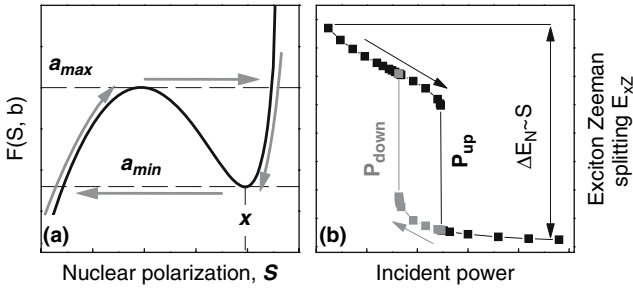 F(S, b)
a_max
a_min
x
(a)
Nuclear polarization, S
P_down
P_up
ΔE_N~S
(b)
Incident power
Exciton Zeeman
splitting E_xZ